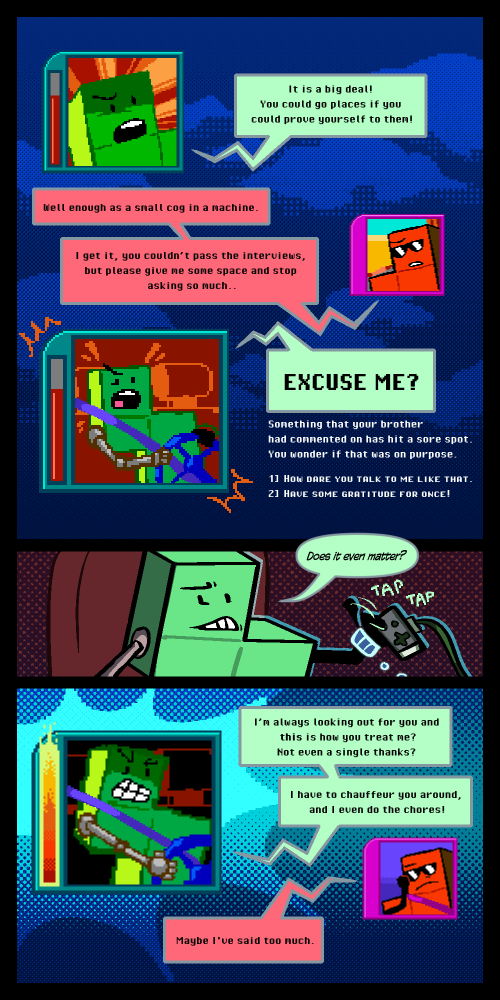 It is a big deal!
You could go places if you
could prove yourself to them!
Well enough as a small cog in a machine.
I get it, you couldn't pass the interviews,
but please give me some space and stop
asking so much..
EXCUSE ME?
Something that your brother
had commented on has hit a sore spot.
You wonder if that was on purpose.
1] How dare you talk to me like that.
2] Have some gratitude for once!
Does it even matter?
TAP
TAP
I'm always looking out for you and
this is how you treat me?
Not even a single thanks?
I have to chauffeur you around,
and I even do the chores!
Maybe I've said too much.